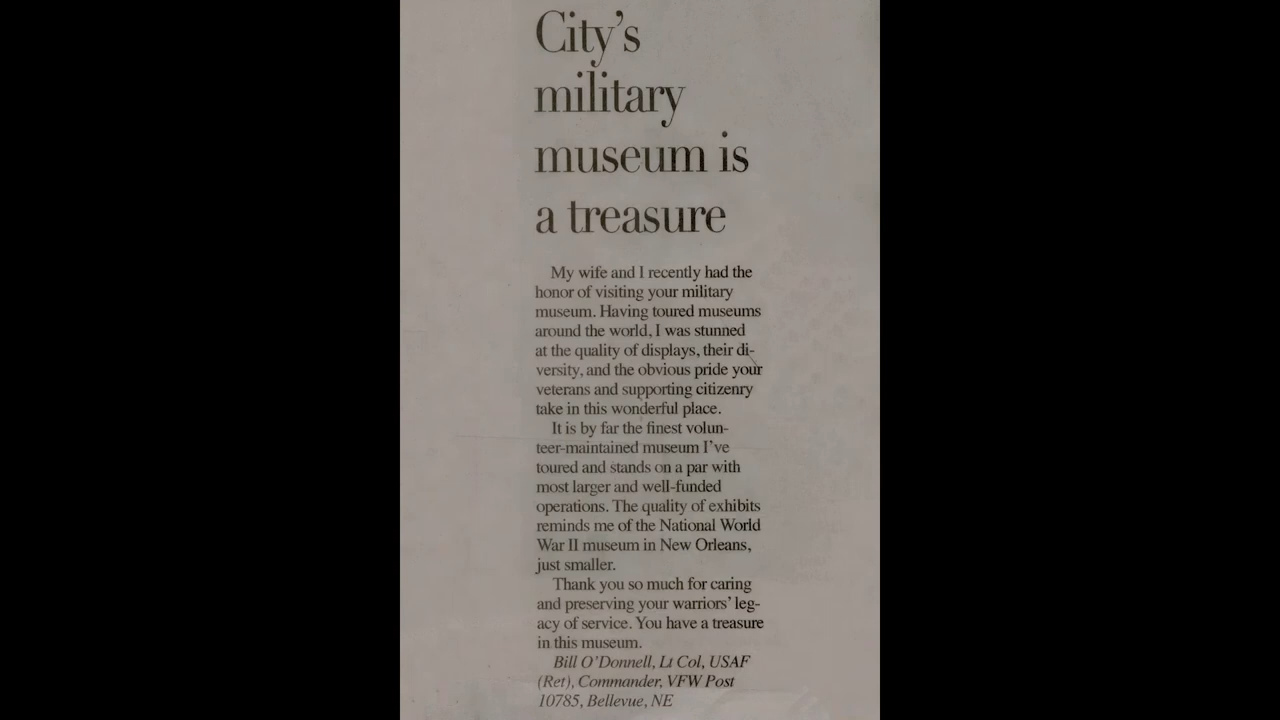 City's
military
museum is
a treasure
My wife and I recently had the
honor of visiting your military
museum. Having toured museums
around the world, I was stunned
at the quality of displays, their di-
versity, and the obvious pride your
veterans and supporting citizenry
take in this wonderful place.
It is by far the finest volun-
teer-maintained museum I've
toured and stands on a par with
most larger and well-funded
operations. The quality of exhibits
reminds me of the National World
War II museum in New Orleans,
just smaller.
Thank you so much for caring
and preserving your warriors' leg-
acy of service. You have a treasure
in this museum.
Bill O'Donnell, Lt Col, USAF
(Ret), Commander, VFW Post
10785, Bellevue, NE